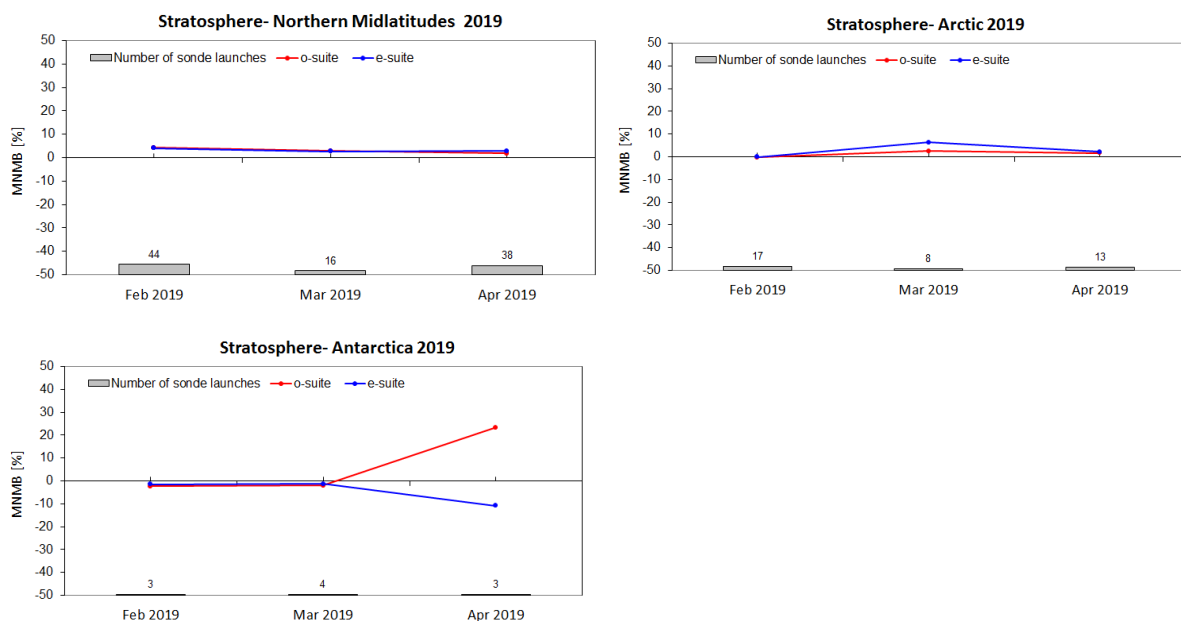 Stratosphere- Northern Midlatitudes 2019
MNMB [%]
50
40
30
20
10
0
-10
-20
-30
-40
-50
Number of sonde launches
o-suite
e-suite
44
16
38
Feb 2019
Mar 2019
Apr 2019
Stratosphere- Arctic 2019
MNMB [%]
50
40
30
20
10
0
-10
-20
-30
-40
-50
Number of sonde launches
o-suite
e-suite
17
8
13
Feb 2019
Mar 2019
Apr 2019
Stratosphere- Antarctica 2019
MNMB [%]
50
40
30
20
10
0
-10
-20
-30
-40
-50
Number of sonde launches
o-suite
e-suite
3
4
3
Feb 2019
Mar 2019
Apr 2019